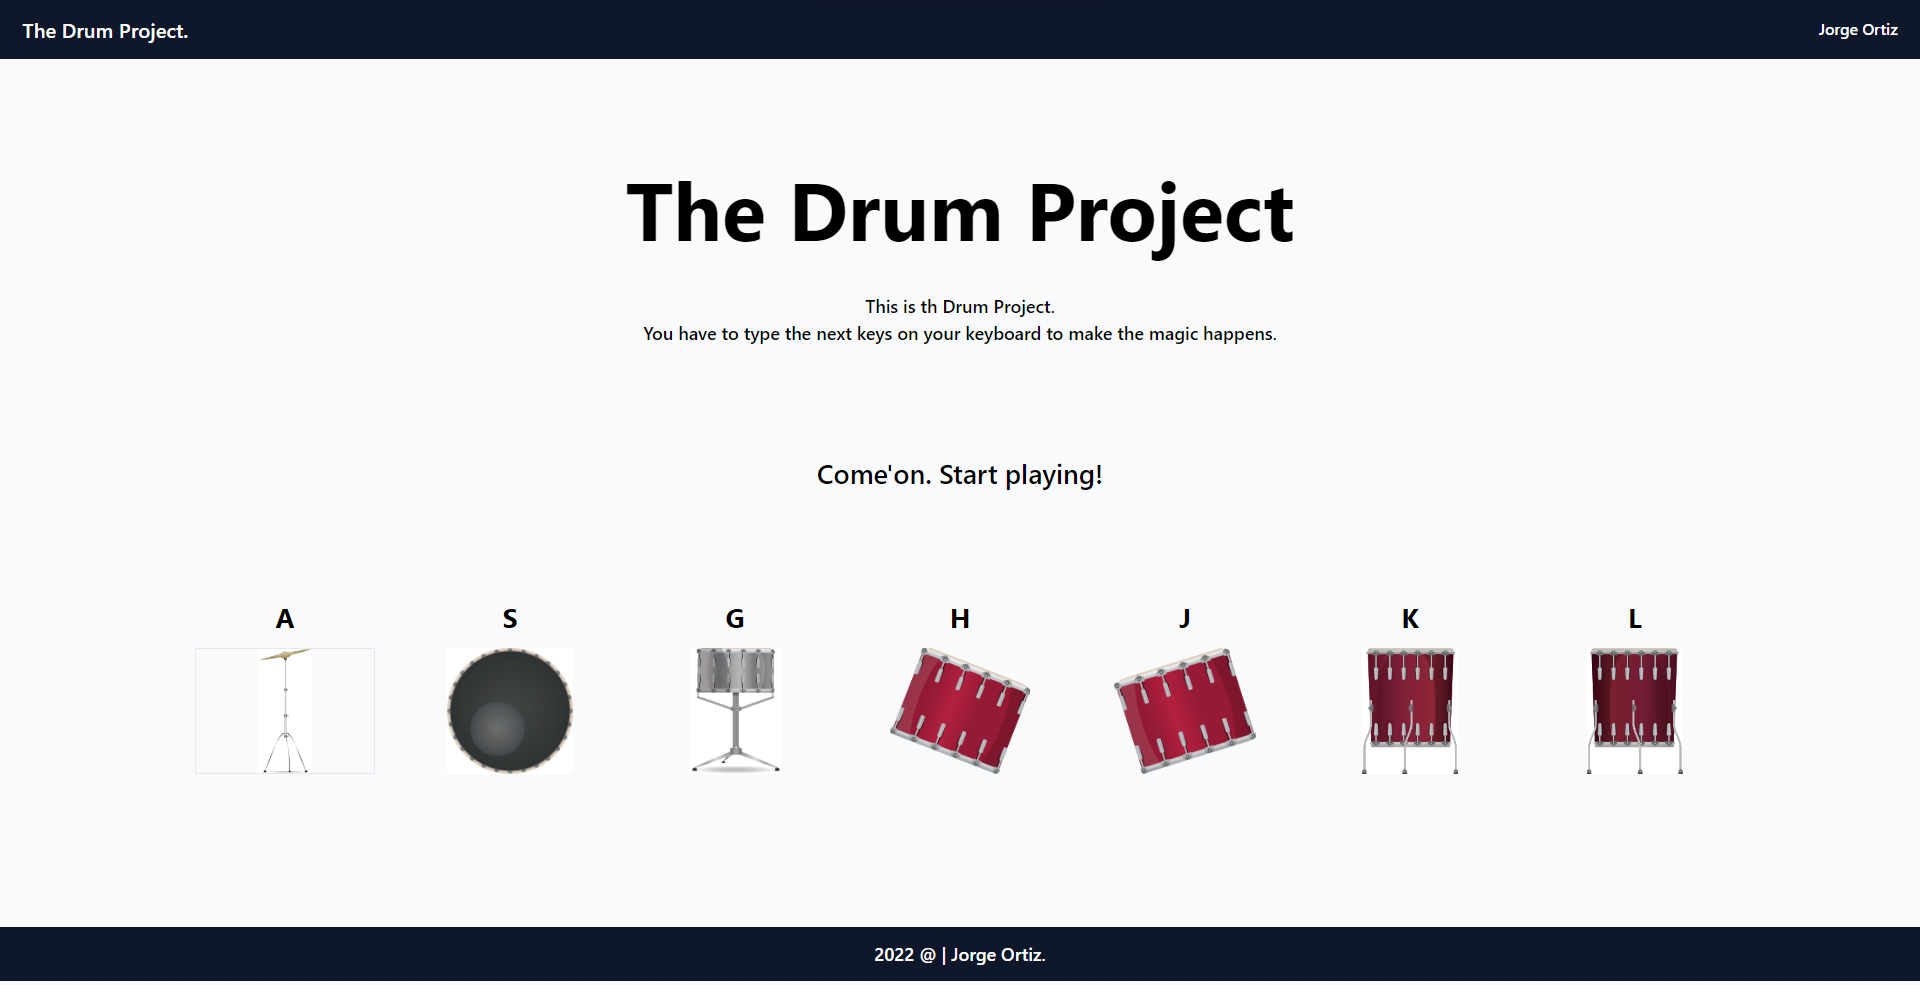 The Drum Project.
Jorge Ortiz
The Drum Project
This is th Drum Project.
You have to type the next keys on your keyboard to make the magic happens.
Come'on. Start playing!
A S G H J K L
2022 @ | Jorge Ortiz.